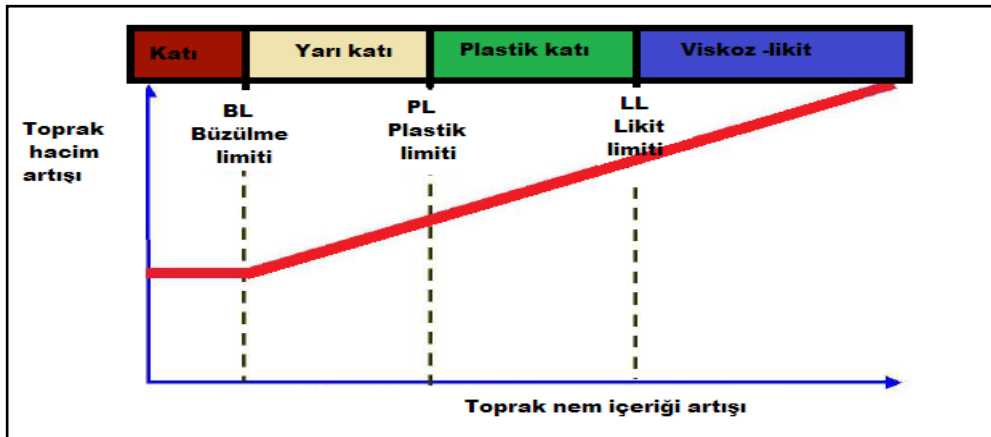 Katı
Yarı katı
Plastik katı
Viskoz -likit
Toprak
hacim
artışı
BL
Büzülme
limiti
PL
Plastik
limiti
LL
Likit
limiti
Toprak nem içeriği artışı